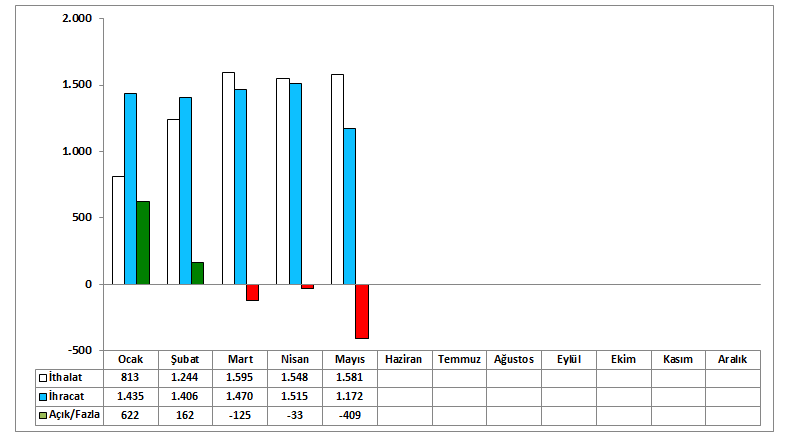 2.000
1.500
1.000
500
0
-500
Ocak Şubat Mart Nisan Mayıs Haziran Temmuz Ağustos Eylül Ekim Kasım Aralık
İthalat 813 1.244 1.595 1.548 1.581
İhracat 1.435 1.406 1.470 1.515 1.172
Açık/Fazla 622 162 -125 -33 -409